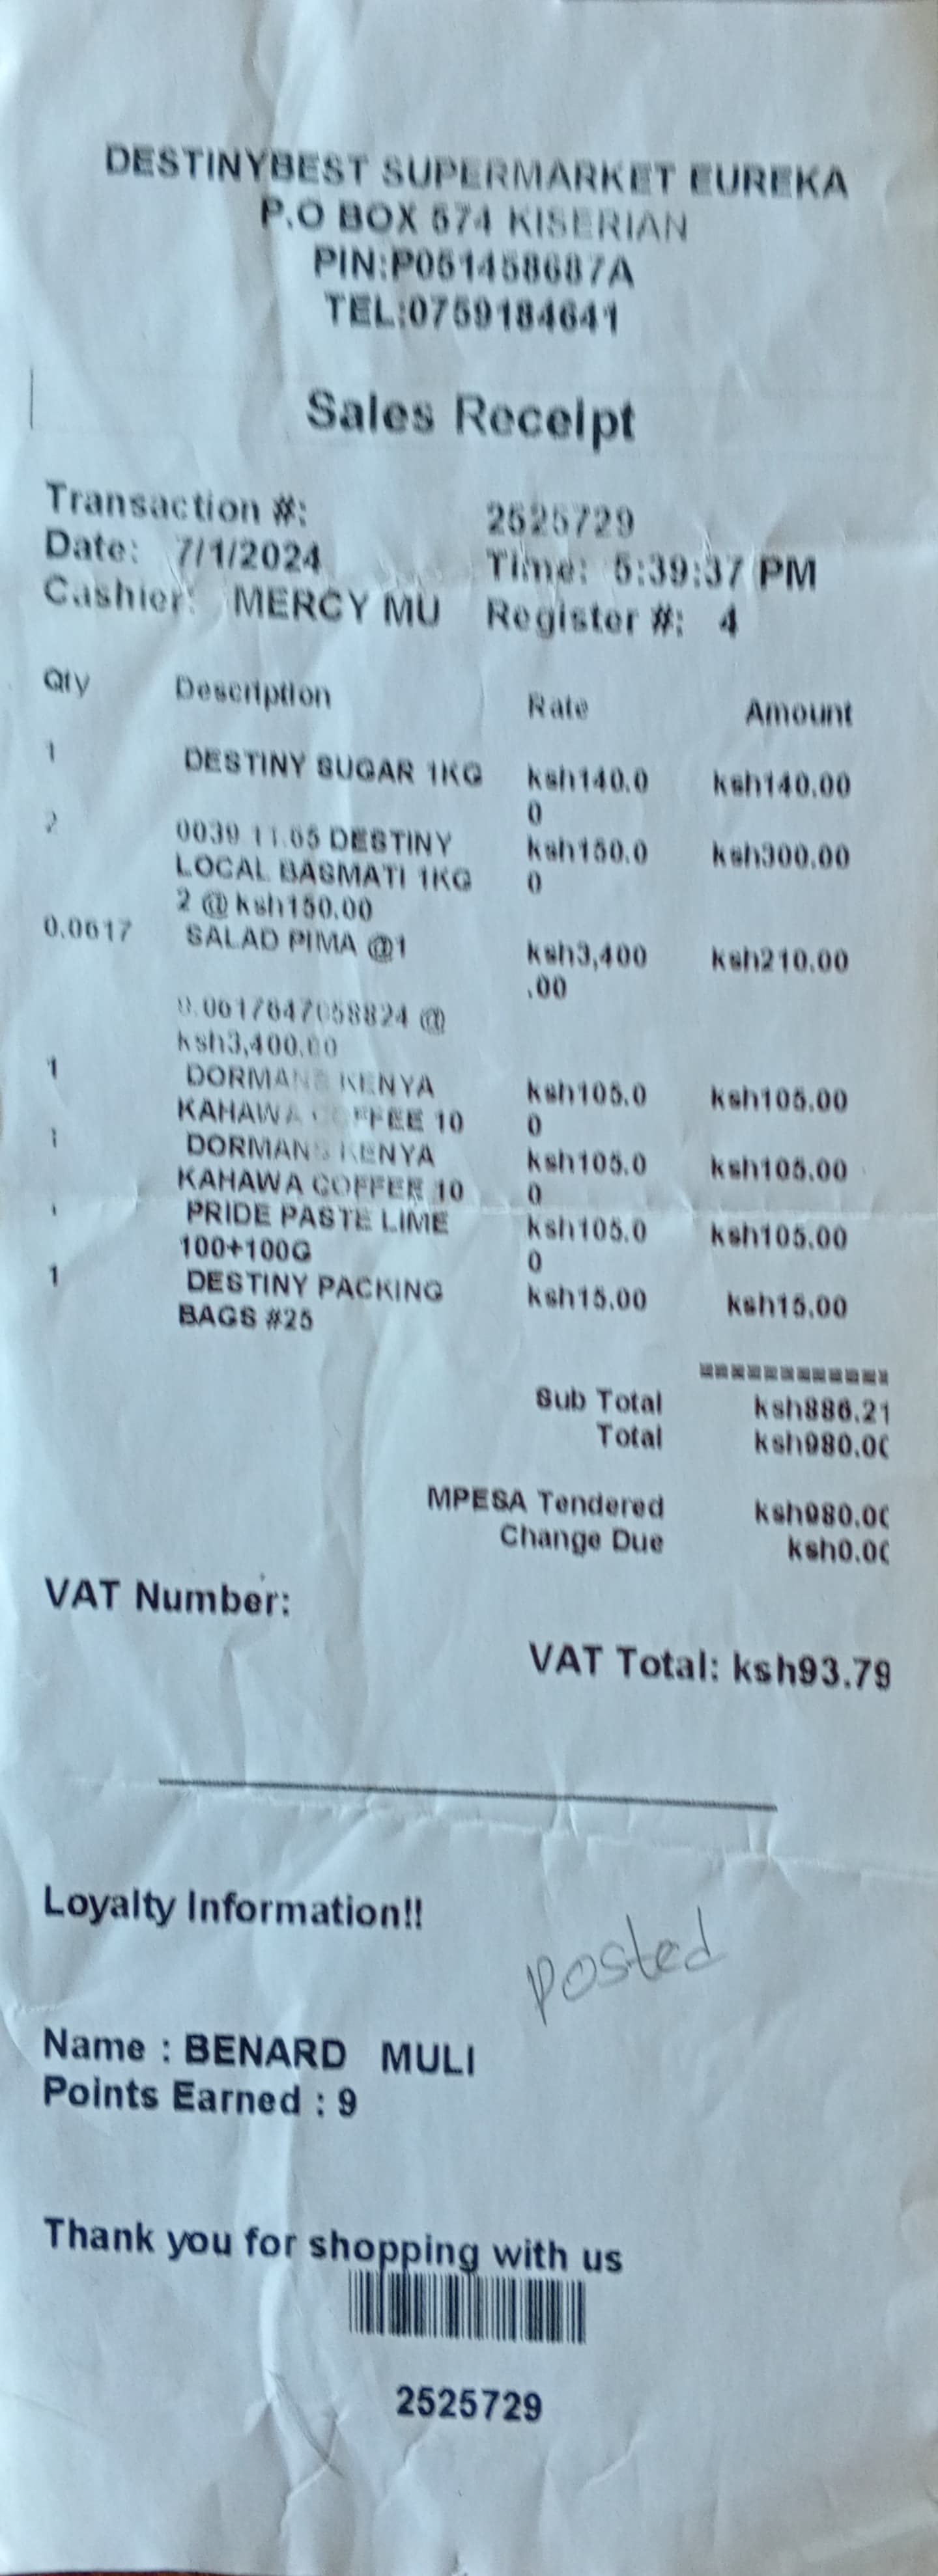 DESTINYBEST SUPERMARKET EUREKA
P.O BOX 574 KISERIAN
PIN:P051458687A
TEL:0759184641
Sales Receipt
Transaction #: 2525729
Date: 7/1/2024 Time: 5:39:37 PM
Cashier: MERCY MU Register #: 4
Qty Description Rate Amount
1 DESTINY SUGAR 1KG ksh140.0 ksh140.00
0
2 0039 11.65 DESTINY ksh150.0 ksh300.00
LOCAL BASMATI 1KG 0
2 @ ksh150.00
0.0617 SALAD PIMA @1 ksh3,400 ksh210.00
.00
0.0617647058824 @
ksh3,400.00
1 DORMANS KENYA ksh105.0 ksh105.00
KAHAWA COFFEE 10 0
1 DORMANS KENYA ksh105.0 ksh105.00
KAHAWA COFFEE 10 0
1 PRIDE PASTE LIME ksh105.0 ksh105.00
100+100G 0
1 DESTINY PACKING ksh15.00 ksh15.00
BAGS #25
============
Sub Total ksh886.21
Total ksh980.00
MPESA Tendered ksh980.00
Change Due ksh0.00
VAT Number:
VAT Total: ksh93.79
Loyalty Information!!
posted
Name : BENARD MULI
Points Earned : 9
Thank you for shopping with us
2525729